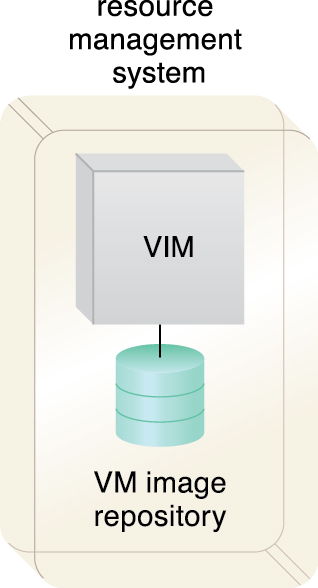 resource
management
system
VIM
VM image
repository